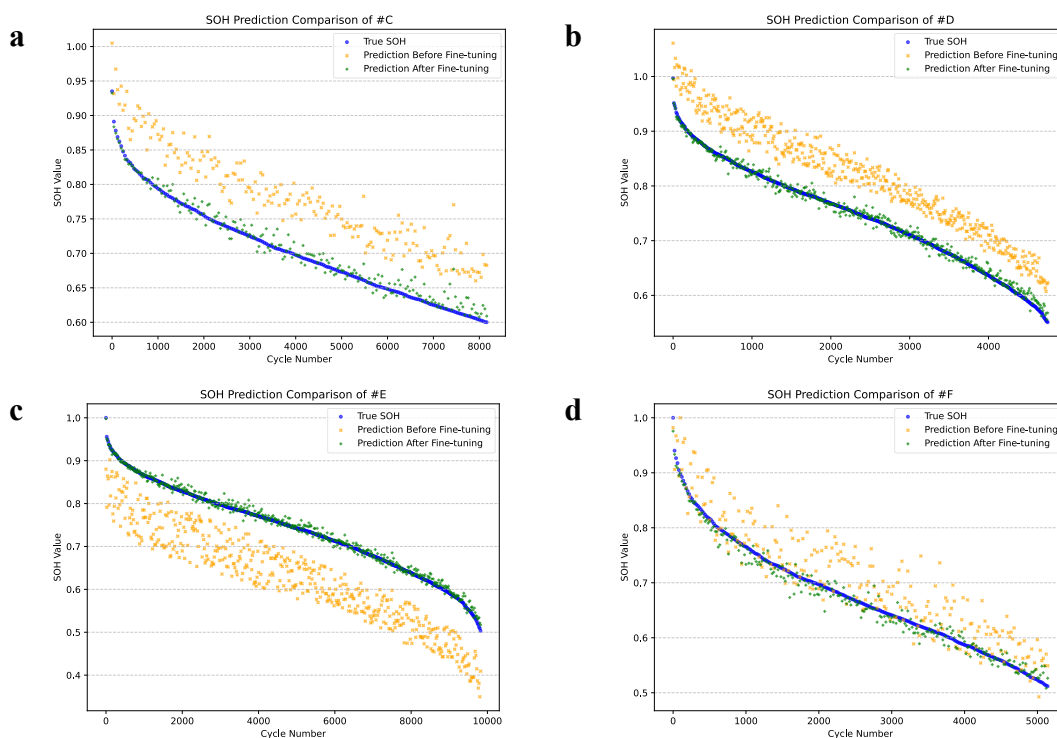 a
SOH Prediction Comparison of #C
True SOH
Prediction Before Fine-tuning
Prediction After Fine-tuning
SOH Value
1.00
0.95
0.90
0.85
0.80
0.75
0.70
0.65
0.60
0 1000 2000 3000 4000 5000 6000 7000 8000
Cycle Number
b
SOH Prediction Comparison of #D
True SOH
Prediction Before Fine-tuning
Prediction After Fine-tuning
SOH Value
1.0
0.9
0.8
0.7
0.6
0 1000 2000 3000 4000
Cycle Number
c
SOH Prediction Comparison of #E
True SOH
Prediction Before Fine-tuning
Prediction After Fine-tuning
SOH Value
1.0
0.9
0.8
0.7
0.6
0.5
0.4
0 2000 4000 6000 8000 10000
Cycle Number
d
SOH Prediction Comparison of #F
True SOH
Prediction Before Fine-tuning
Prediction After Fine-tuning
SOH Value
1.0
0.9
0.8
0.7
0.6
0.5
0 1000 2000 3000 4000 5000
Cycle Number